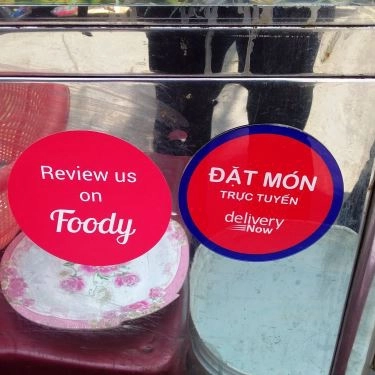 Review us
on
Foody
ĐẶT MÓN
TRỰC TUYẾN
delivery
Now